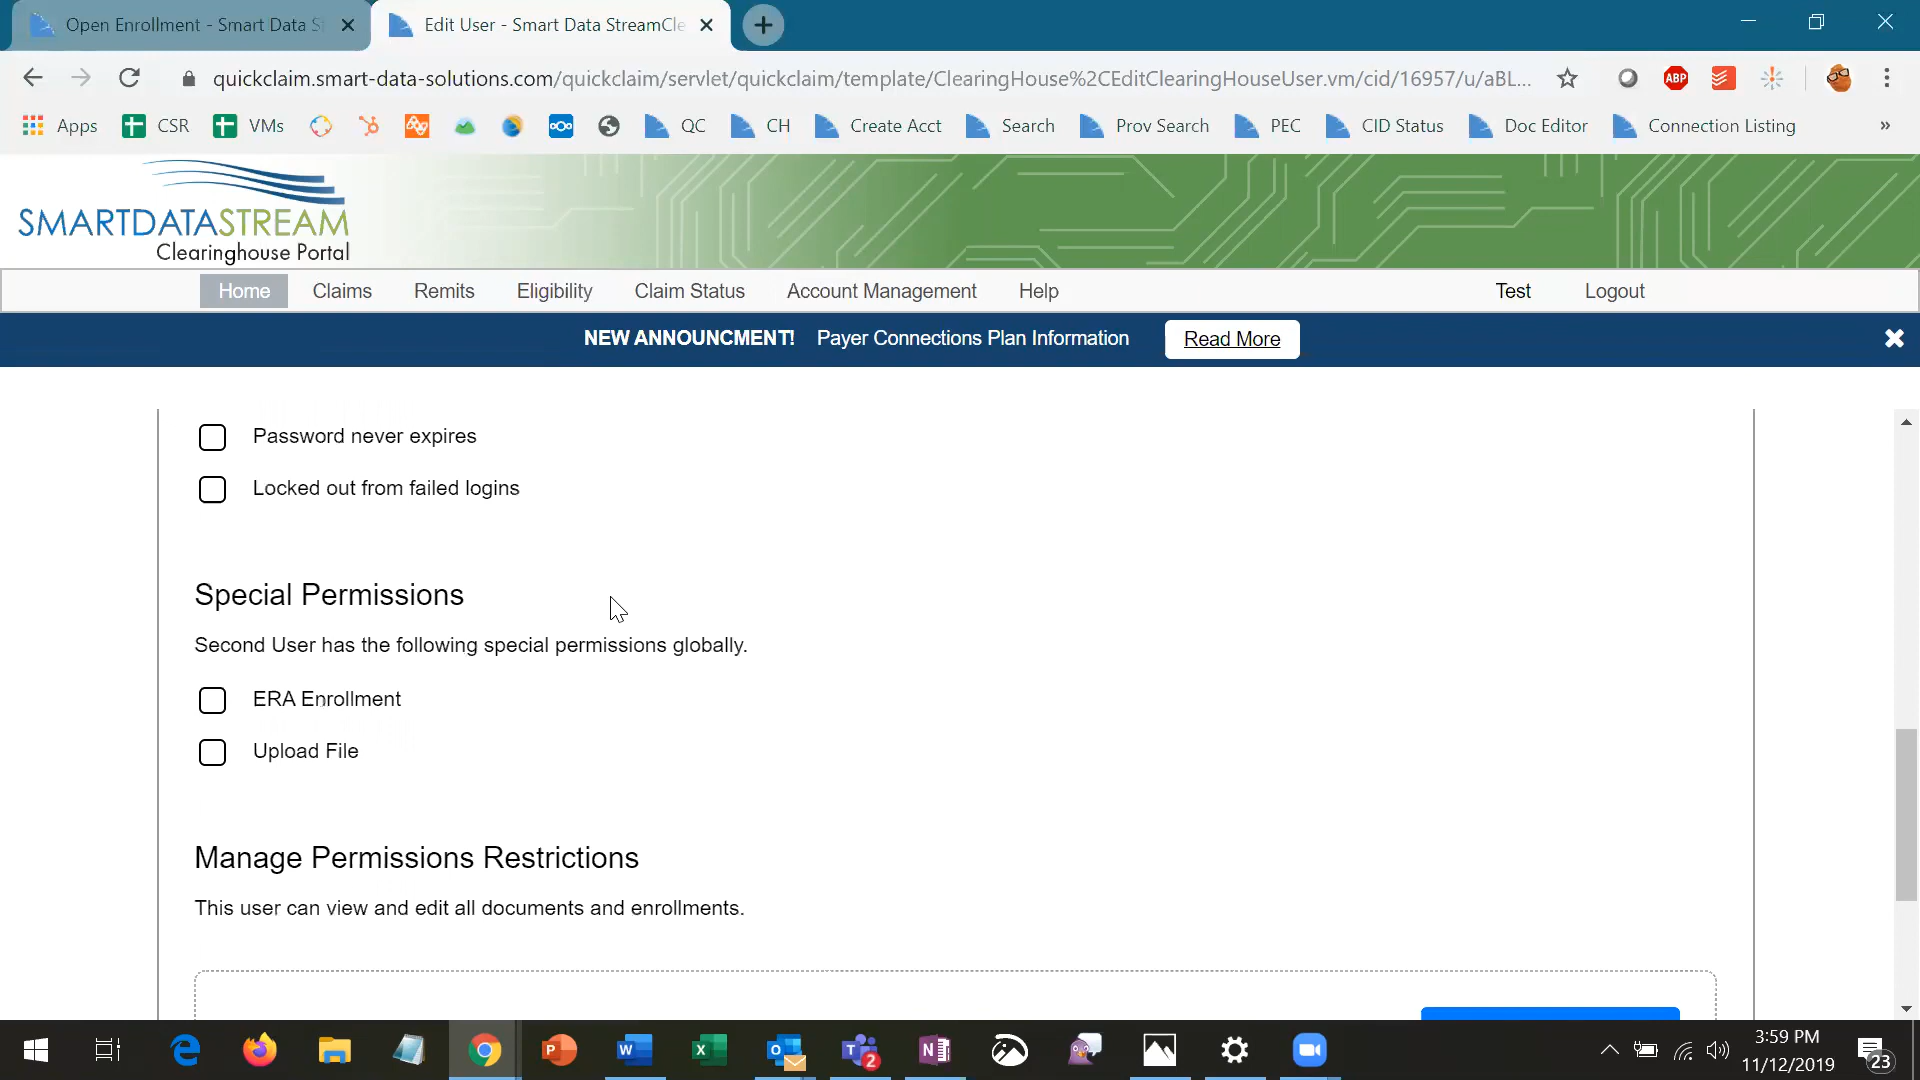 Open Enrollment - Smart Data S
Edit User - Smart Data StreamCle
quickclaim.smart-data-solutions.com/quickclaim/servlet/quickclaim/template/ClearingHouse%2CEditClearingHouseUser.vm/cid/16957/u/aBL...
ABP
Apps CSR VMs QC CH Create Acct Search Prov Search PEC CID Status Doc Editor Connection Listing »
SMARTDATASTREAM
Clearinghouse Portal
Home Claims Remits Eligibility Claim Status Account Management Help Test Logout
NEW ANNOUNCMENT! Payer Connections Plan Information Read More
Password never expires
Locked out from failed logins
Special Permissions
Second User has the following special permissions globally.
ERA Enrollment
Upload File
Manage Permissions Restrictions
This user can view and edit all documents and enrollments.
3:59 PM
11/12/2019
2
23